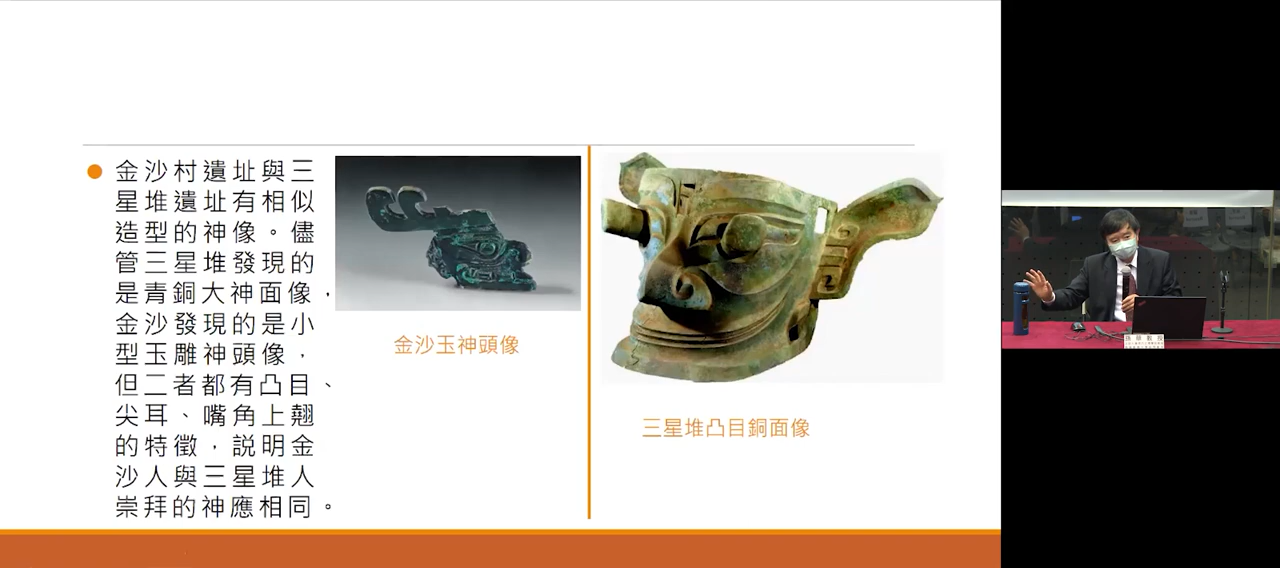 金沙村遺址與三
星堆遺址有相似
造型的神像。儘
管三星堆發現的
是青銅大神面像，
金沙發現的是小
型玉雕神頭像，
但二者都有凸目、
尖耳、嘴角上翹
的特徵，説明金
沙人與三星堆人
崇拜的神應相同。
金沙玉神頭像
三星堆凸目銅面像